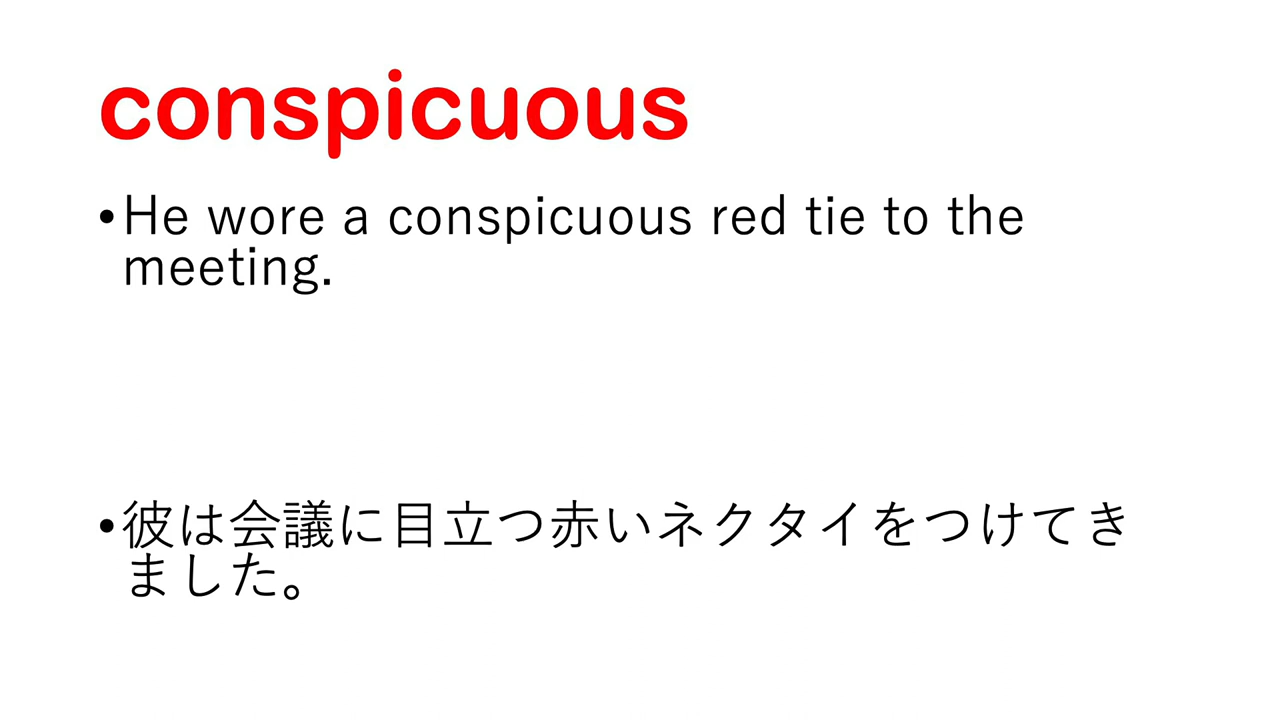 conspicuous
•He wore a conspicuous red tie to the
meeting.
•彼は会議に目立つ赤いネクタイをつけてき
ました。